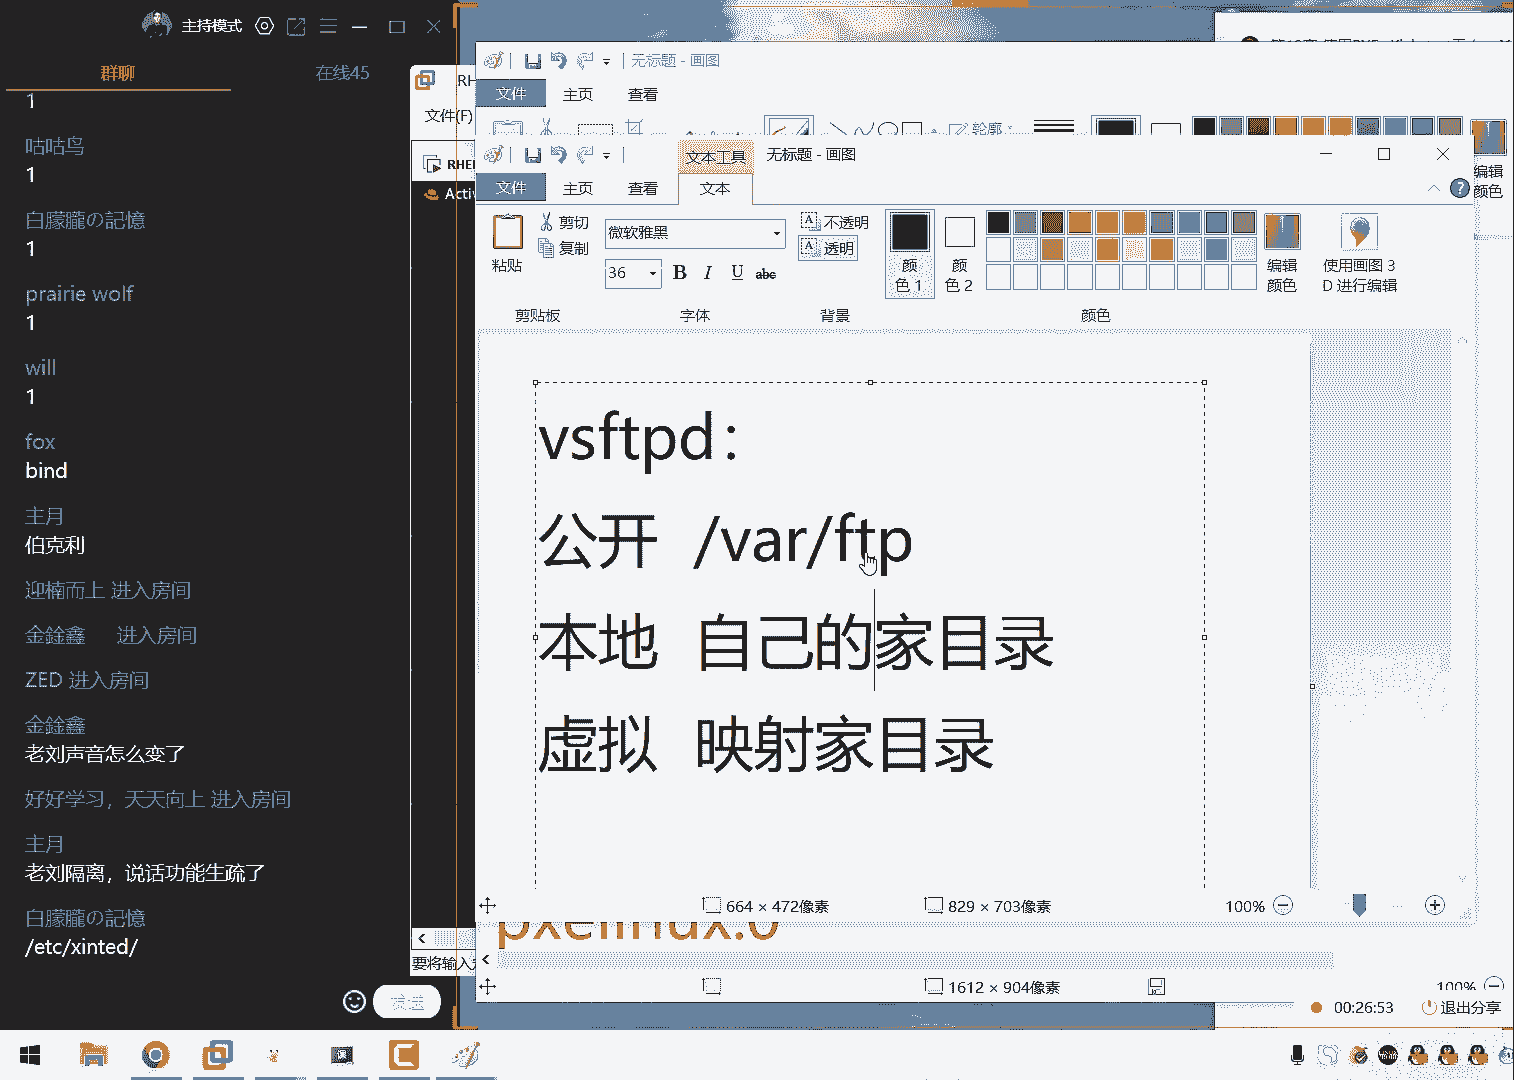 主持模式
群聊
在线45
1
咕咕鸟
1
白朦朧の記憶
1
prairie wolf
1
will
1
fox
bind
主月
伯克利
迎楠而上 进入房间
金銓鑫 进入房间
ZED 进入房间
金銓鑫
老刘声音怎么变了
好好学习，天天向上 进入房间
主月
老刘隔离，说话功能生疏了
白朦朧の記憶
/etc/xinted/
发送
RH
文件(F)
RHE
Activ
要将输入
无标题 - 画图
文件
主页
查看
轮廓
编辑
颜色
文本工具
无标题 - 画图
文件
主页
查看
文本
粘贴
剪切
复制
剪贴板
微软雅黑
36
B I U abc
字体
不透明
透明
背景
颜
色 1
颜
色 2
编辑
颜色
颜色
使用画图 3
D 进行编辑
vsftpd：
公开 /var/ftp
本地 自己的家目录
虚拟 映射家目录
664 × 472像素
829 × 703像素
100%
pxelinux.0
1612 × 904像素
100%
00:26:53
退出分享